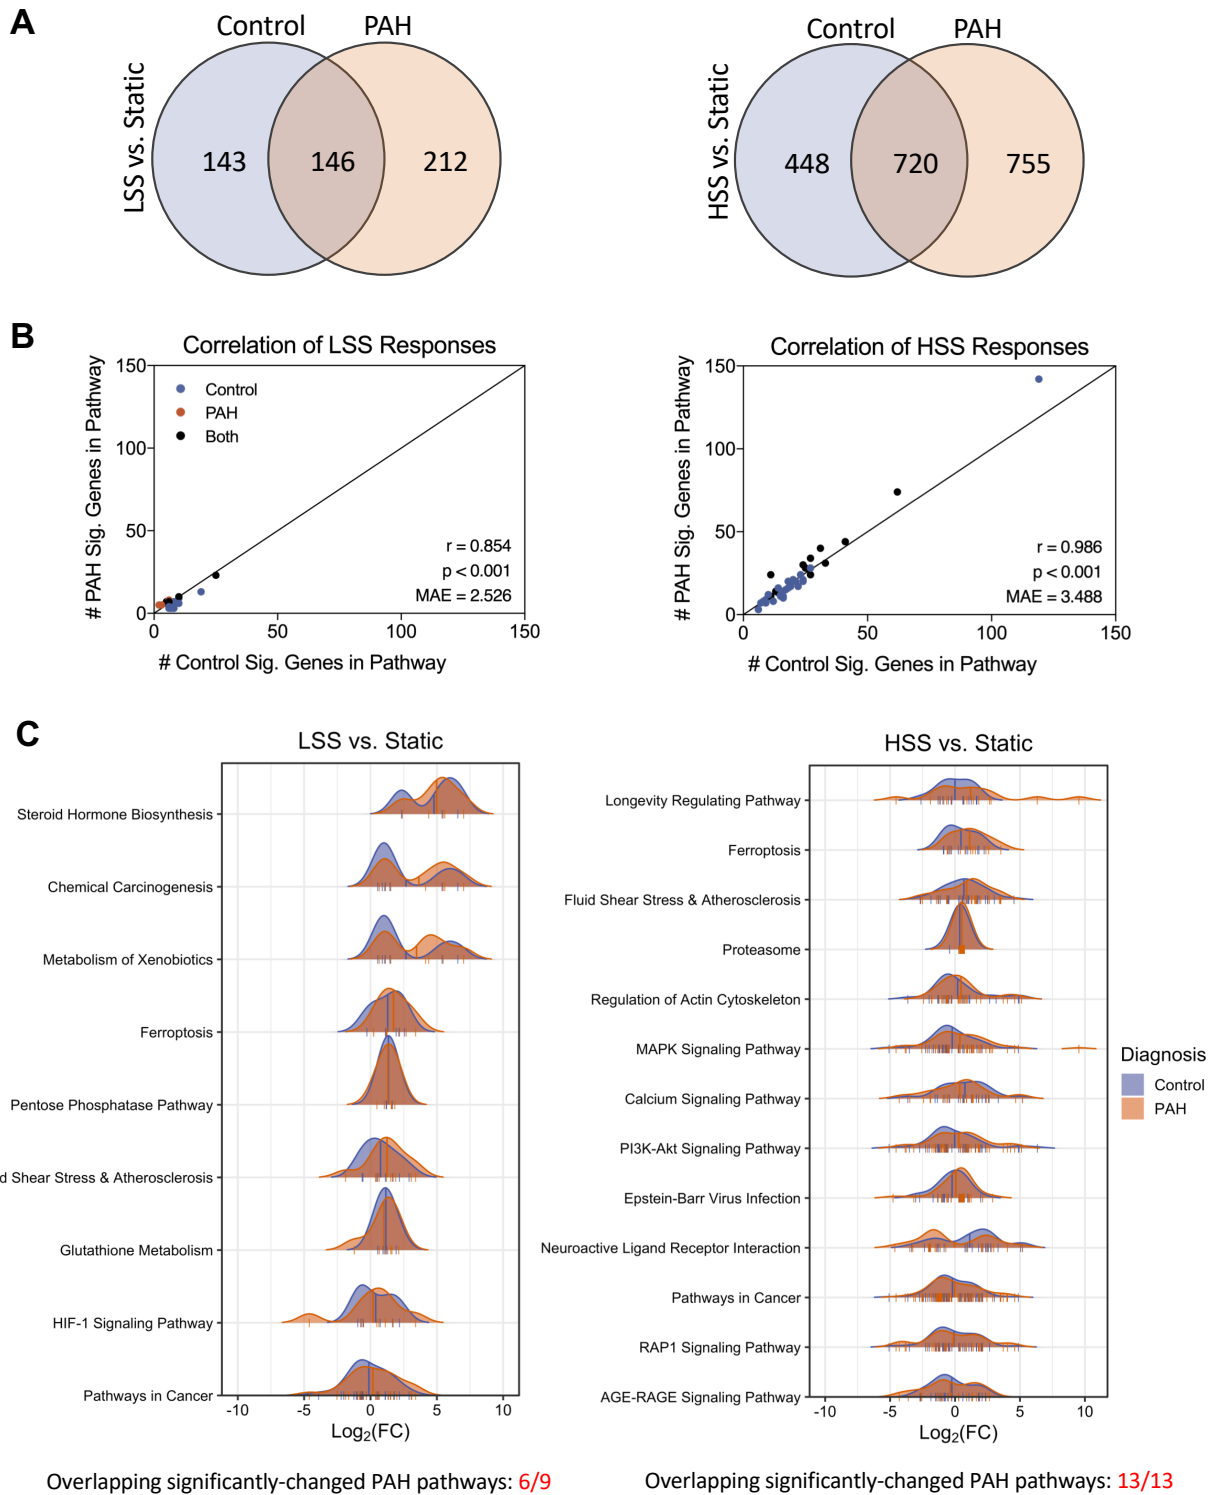 A
Control
PAH
LSS vs. Static
143
146
212
Control
PAH
HSS vs. Static
448
720
755
B
Correlation of LSS Responses
# PAH Sig. Genes in Pathway
150
100
50
0
Control
PAH
Both
r = 0.854
p < 0.001
MAE = 2.526
0
50
100
150
# Control Sig. Genes in Pathway
Correlation of HSS Responses
# PAH Sig. Genes in Pathway
150
100
50
0
r = 0.986
p < 0.001
MAE = 3.488
0
50
100
150
# Control Sig. Genes in Pathway
C
LSS vs. Static
Steroid Hormone Biosynthesis
Chemical Carcinogenesis
Metabolism of Xenobiotics
Ferroptosis
Pentose Phosphatase Pathway
d Shear Stress & Atherosclerosis
Glutathione Metabolism
HIF-1 Signaling Pathway
Pathways in Cancer
-10
-5
0
5
10
Log2(FC)
Overlapping significantly-changed PAH pathways: 6/9
HSS vs. Static
Longevity Regulating Pathway
Ferroptosis
Fluid Shear Stress & Atherosclerosis
Proteasome
Regulation of Actin Cytoskeleton
MAPK Signaling Pathway
Calcium Signaling Pathway
PI3K-Akt Signaling Pathway
Epstein-Barr Virus Infection
Neuroactive Ligand Receptor Interaction
Pathways in Cancer
RAP1 Signaling Pathway
AGE-RAGE Signaling Pathway
-10
-5
0
5
10
Log2(FC)
Diagnosis
Control
PAH
Overlapping significantly-changed PAH pathways: 13/13